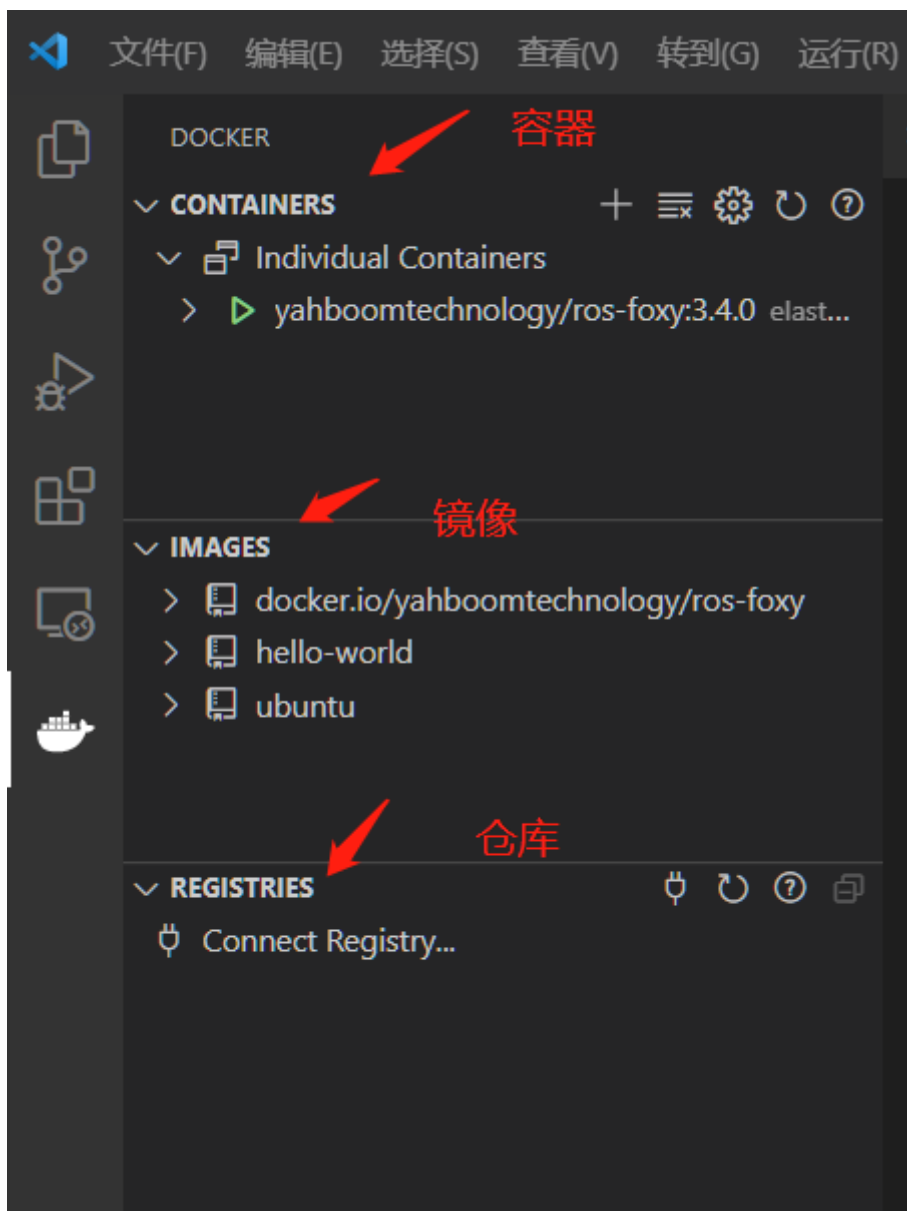 文件(F) 编辑(E) 选择(S) 查看(V) 转到(G) 运行(R)
DOCKER
容器
CONTAINERS
Individual Containers
yahboomtechnology/ros-foxy:3.4.0 elast...
镜像
IMAGES
docker.io/yahboomtechnology/ros-foxy
hello-world
ubuntu
仓库
REGISTRIES
Connect Registry...